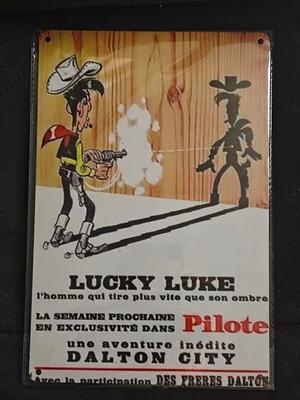 LUCKY LUKE
l'homme qui tire plus vite que son ombre
LA SEMAINE PROCHAINE
EN EXCLUSIVITÉ DANS Pilote
une aventure inédite
DALTON CITY
Avec la participation DES FRERES DALTON